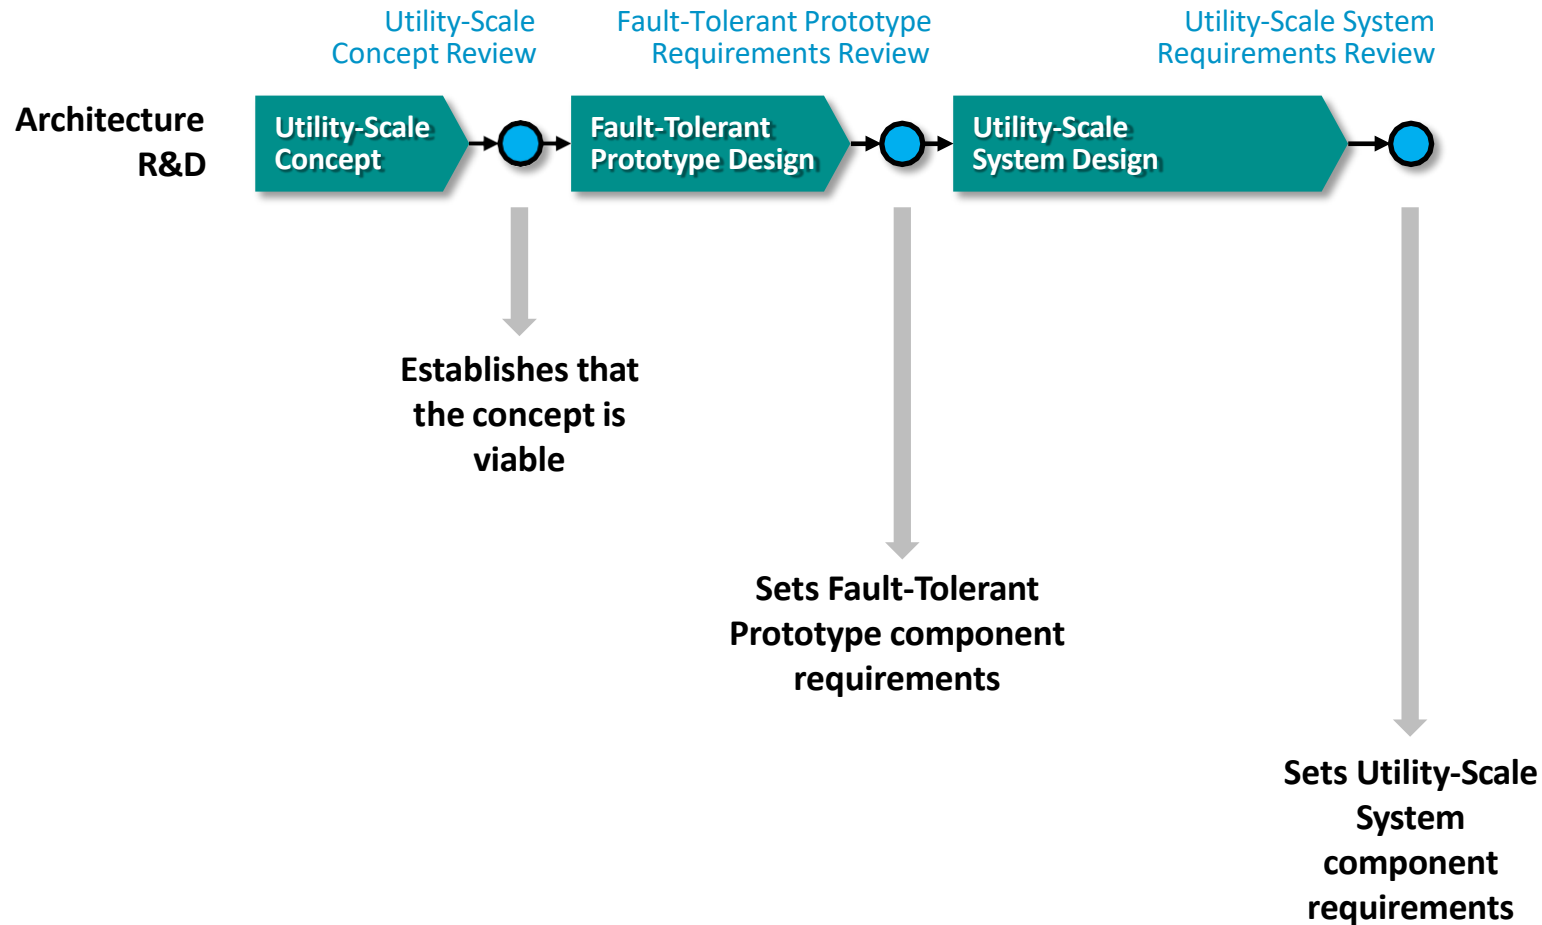 Utility-Scale
Concept Review
Fault-Tolerant Prototype
Requirements Review
Utility-Scale System
Requirements Review
Architecture
R&D
Utility-Scale
Concept
Fault-Tolerant
Prototype Design
Utility-Scale
System Design
Establishes that
the concept is
viable
Sets Fault-Tolerant
Prototype component
requirements
Sets Utility-Scale
System
component
requirements